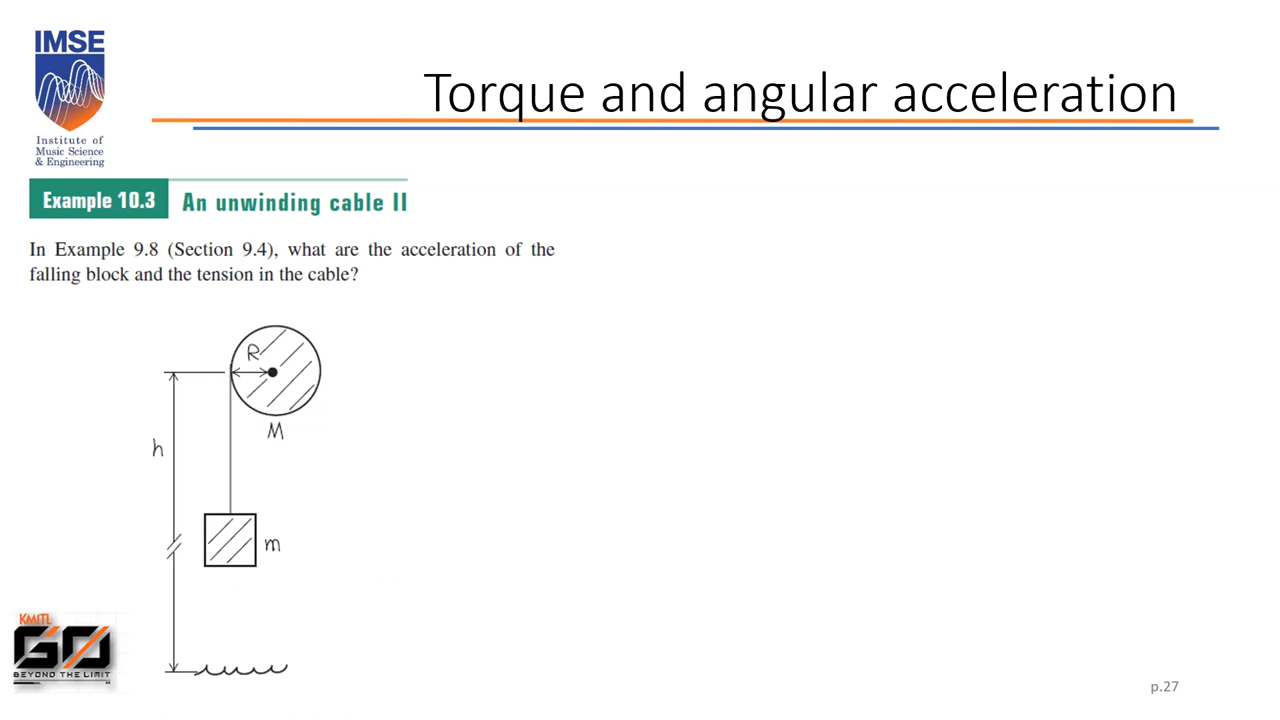 IMSE
Institute of
Music Science
& Engineering
Torque and angular acceleration
Example 10.3 An unwinding cable II
In Example 9.8 (Section 9.4), what are the acceleration of the
falling block and the tension in the cable?
R
M
h
m
KMITL
GO
BEYOND THE LIMIT
p.27